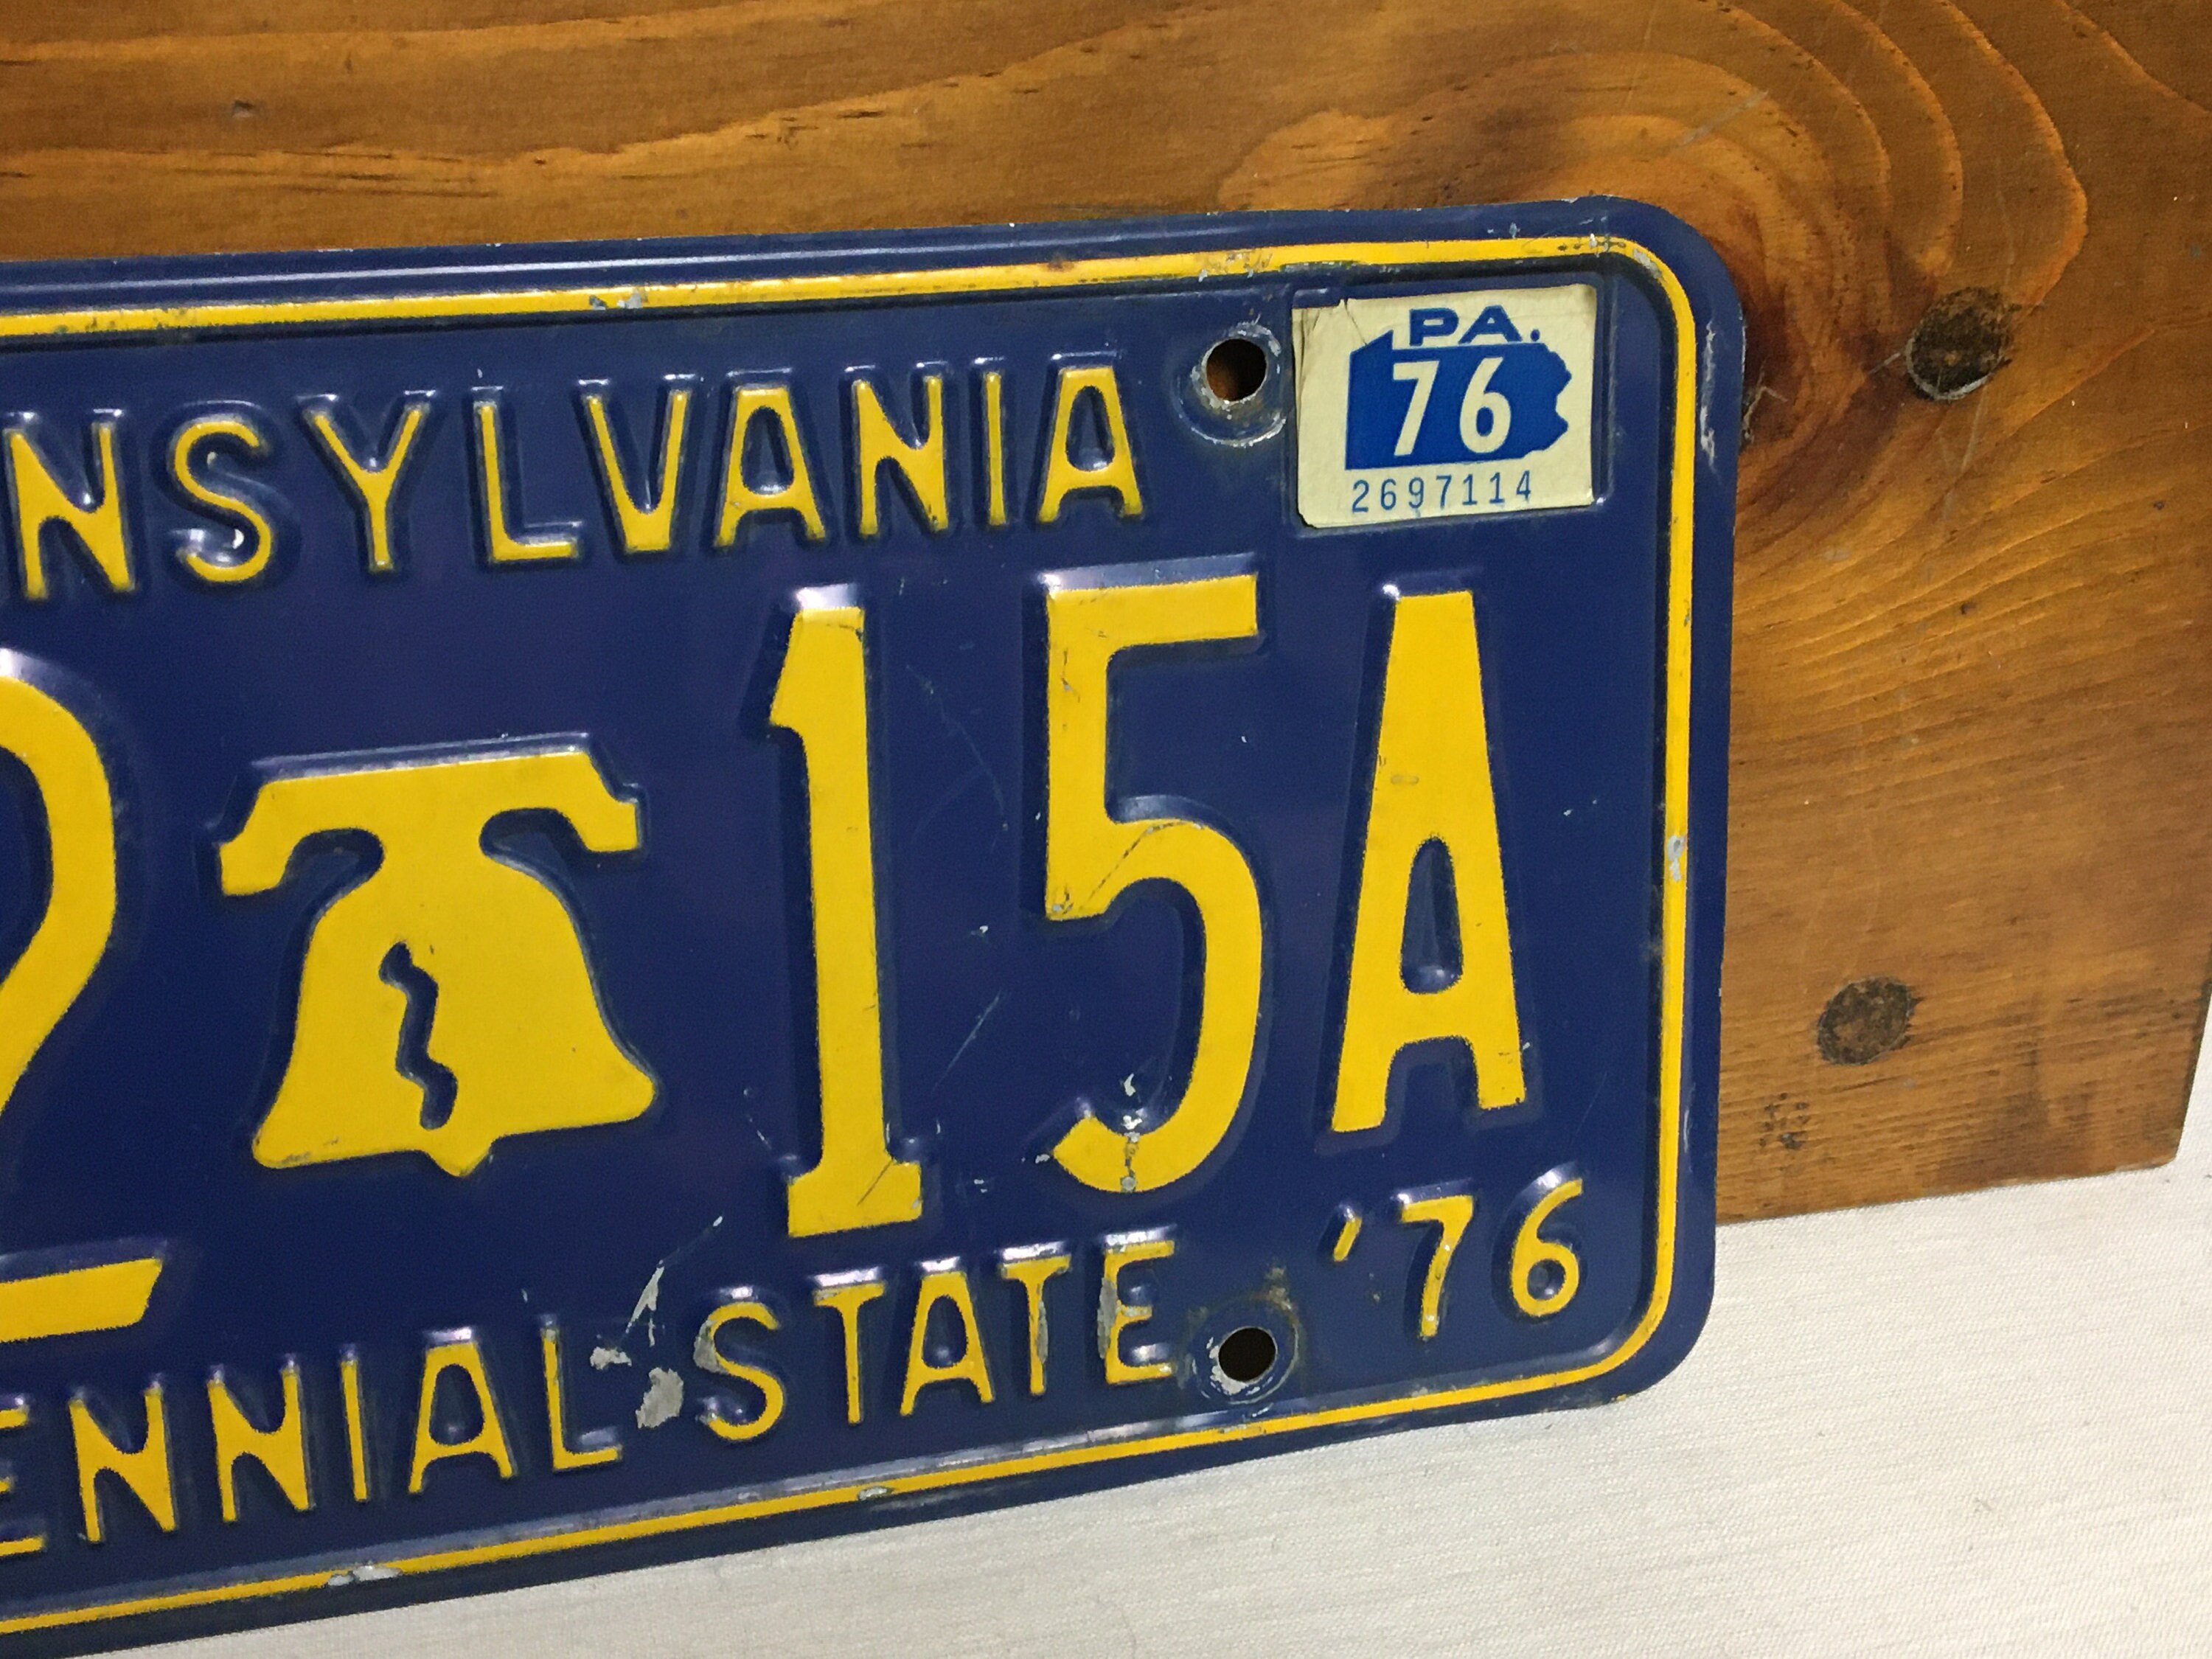 NSYLVANIA
PA.
76
2697114
2 15A
ENNIAL STATE '76